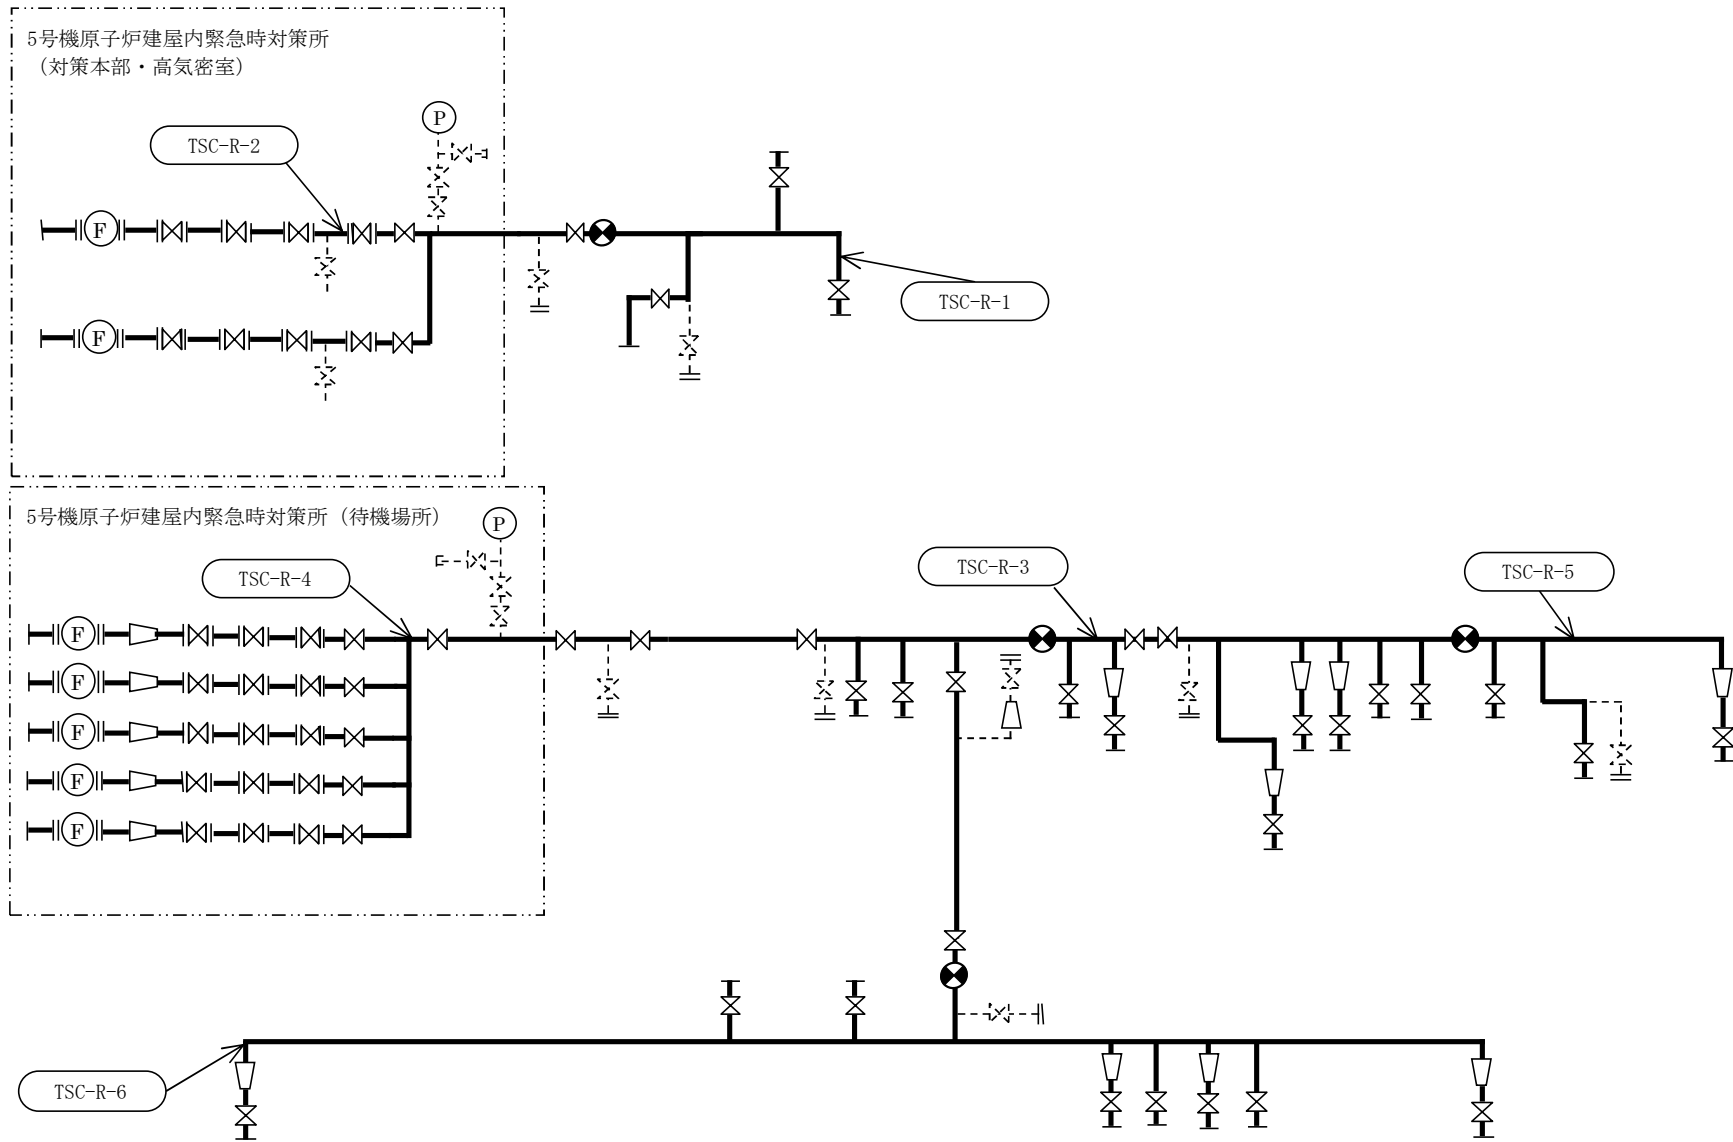 5号機原子炉建屋内緊急時対策所
（対策本部・高気密室）
P
TSC-R-2
F
TSC-R-1
F
5号機原子炉建屋内緊急時対策所（待機場所）
P
TSC-R-4
TSC-R-3
TSC-R-5
F
F
F
F
F
TSC-R-6